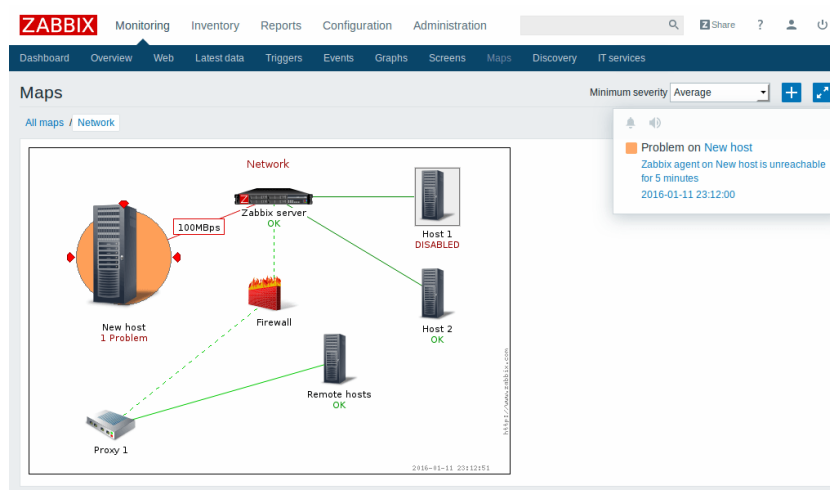 ZABBIX Monitoring Inventory Reports Configuration Administration Z Share ?
Dashboard Overview Web Latest data Triggers Events Graphs Screens Maps Discovery IT services
Maps
Minimum severity Average
All maps / Network
Problem on New host
Zabbix agent on New host is unreachable
for 5 minutes
2016-01-11 23:12:00
Network
Z
Zabbix server
OK
100MBps
Host 1
DISABLED
New host
1 Problem
Firewall
Host 2
OK
Remote hosts
OK
Proxy 1
http://www.zabbix.com
2016-01-11 23:12:51